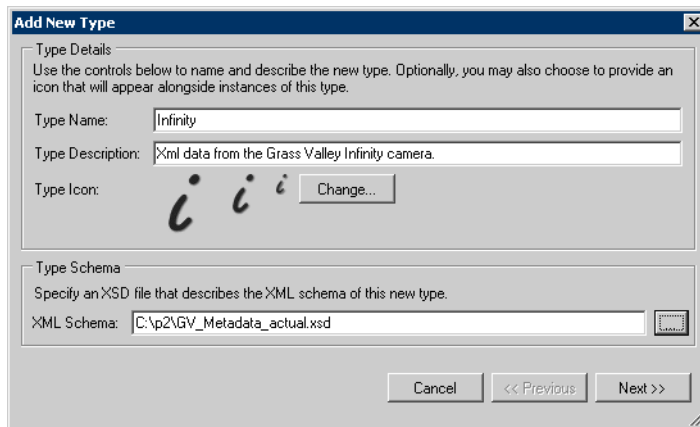 Add New Type
Type Details
Use the controls below to name and describe the new type. Optionally, you may also choose to provide an
icon that will appear alongside instances of this type.
Type Name: Infinity
Type Description: Xml data from the Grass Valley Infinity camera.
Type Icon: i i i Change...
Type Schema
Specify an XSD file that describes the XML schema of this new type.
XML Schema: C:\p2\GV_Metadata_actual.xsd ...
Cancel << Previous Next >>